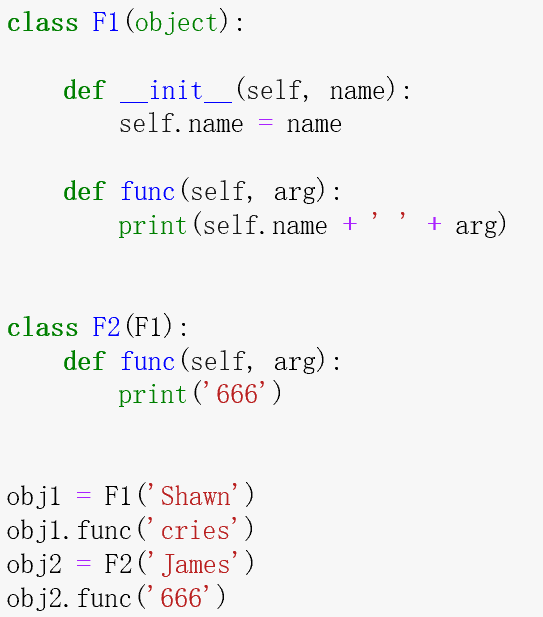 class F1(object):
    def __init__(self, name):
        self.name = name
    def func(self, arg):
        print(self.name + ' ' + arg)
class F2(F1):
    def func(self, arg):
        print('666')
obj1 = F1('Shawn')
obj1.func('cries')
obj2 = F2('James')
obj2.func('666')